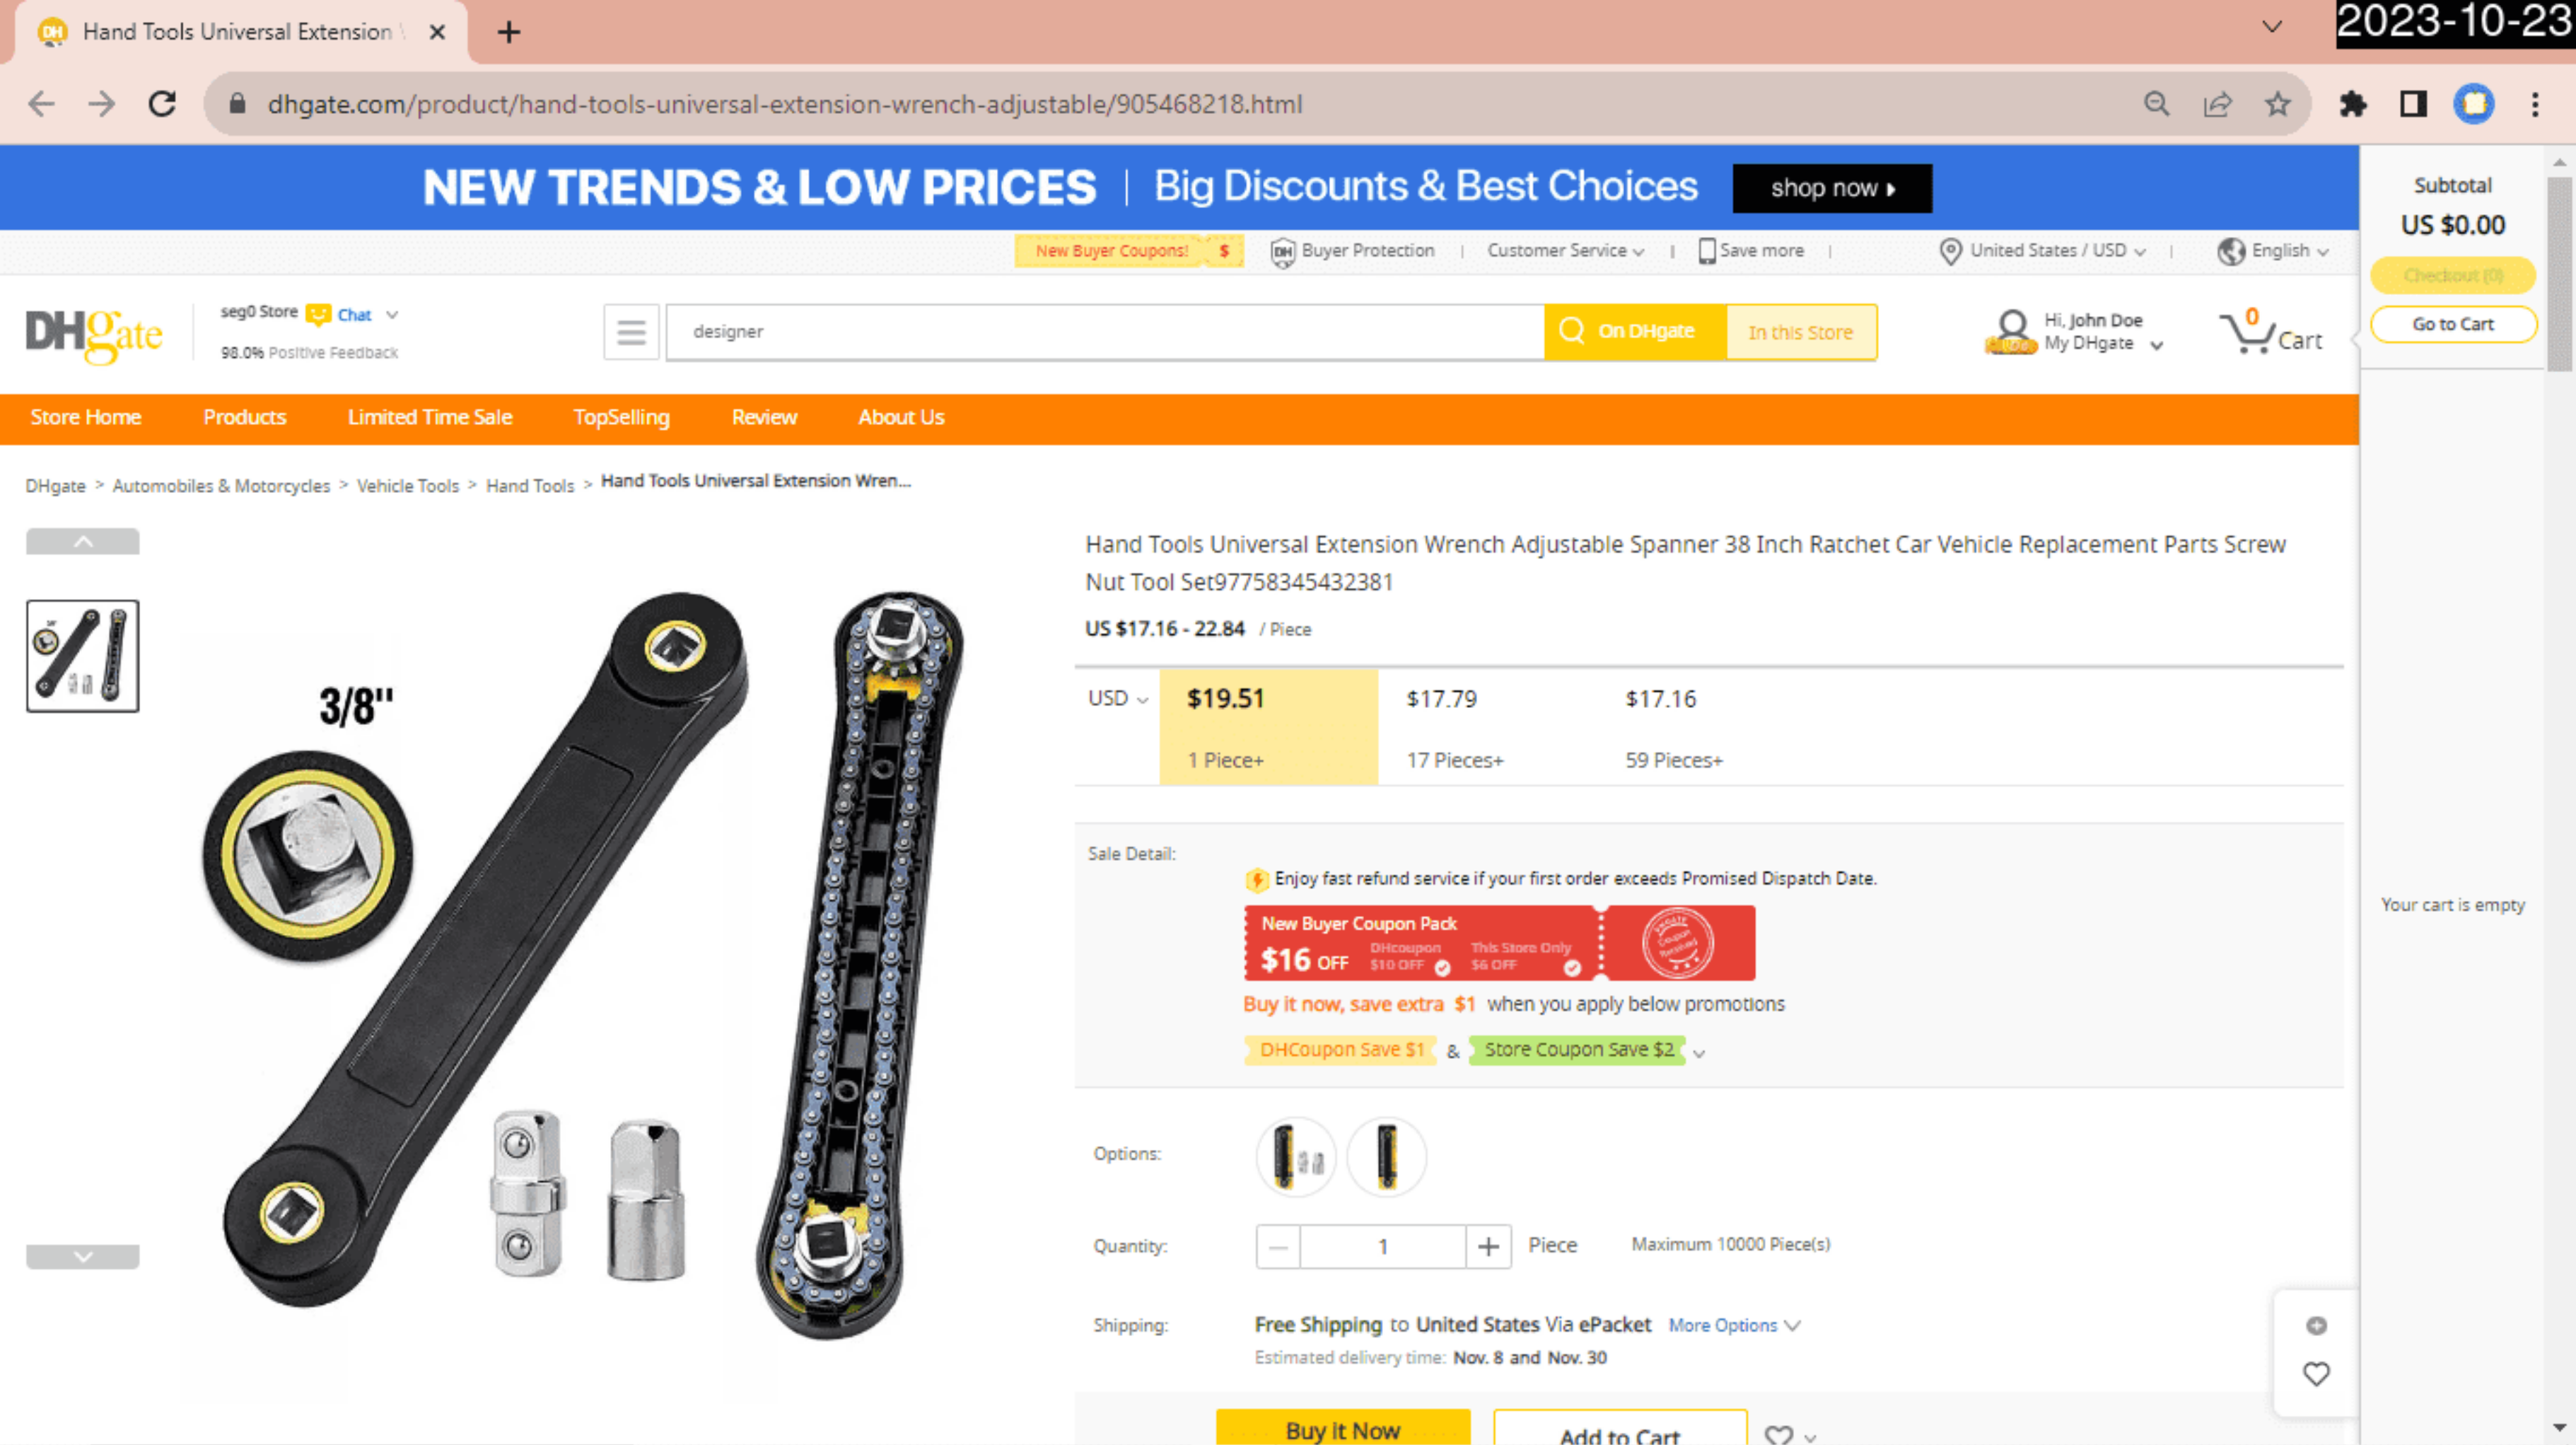 Hand Tools Universal Extension
2023-10-23
dhgate.com/product/hand-tools-universal-extension-wrench-adjustable/905468218.html
NEW TRENDS & LOW PRICES | Big Discounts & Best Choices shop now
Subtotal
US $0.00
Checkout (0)
Go to Cart
New Buyer Coupons! $ DH Buyer Protection | Customer Service | Save more | United States / USD | English
DHgate
seg0 Store Chat
98.0% Positive Feedback
designer
On DHgate
In this Store
Hi, John Doe
My DHgate
0
Cart
Store Home Products Limited Time Sale TopSelling Review About Us
DHgate > Automobiles & Motorcycles > Vehicle Tools > Hand Tools > Hand Tools Universal Extension Wren...
3/8"
Hand Tools Universal Extension Wrench Adjustable Spanner 38 Inch Ratchet Car Vehicle Replacement Parts Screw
Nut Tool Set97758345432381
US $17.16 - 22.84 / Piece
USD $19.51 $17.79 $17.16
1 Piece+ 17 Pieces+ 59 Pieces+
Sale Detail:
Enjoy fast refund service if your first order exceeds Promised Dispatch Date.
New Buyer Coupon Pack
$16 OFF
DHcoupon
$10 OFF
This Store Only
$6 OFF
DHGATE
Coupon
Received
Buy it now, save extra $1 when you apply below promotions
DHCoupon Save $1 & Store Coupon Save $2
Your cart is empty
Options:
Quantity: 1 Piece Maximum 10000 Piece(s)
Shipping: Free Shipping to United States Via ePacket More Options
Estimated delivery time: Nov. 8 and Nov. 30
Buy it Now
Add to Cart